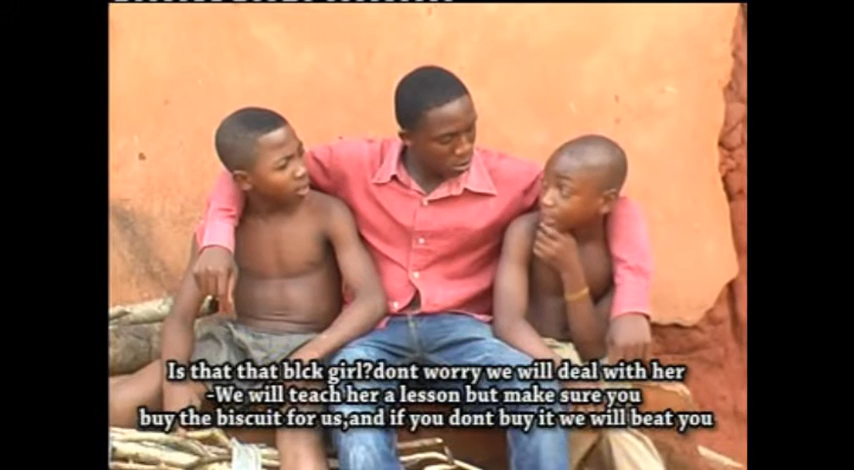 Is that that blck girl?dont worry we will deal with her
-We will teach her a lesson but make sure you
buy the biscuit for us,and if you dont buy it we will beat you